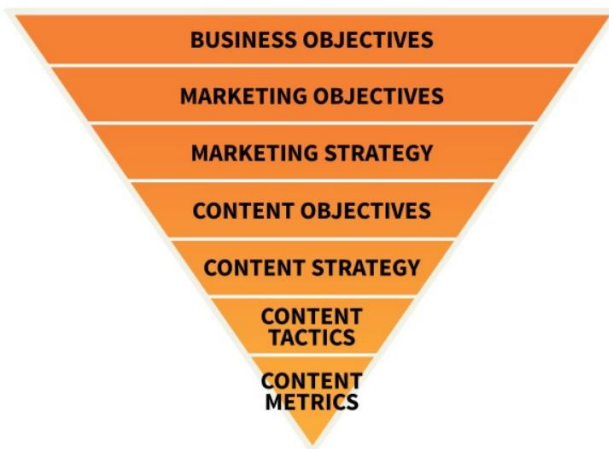 BUSINESS OBJECTIVES
MARKETING OBJECTIVES
MARKETING STRATEGY
CONTENT OBJECTIVES
CONTENT STRATEGY
CONTENT
TACTICS
CONTENT
METRICS